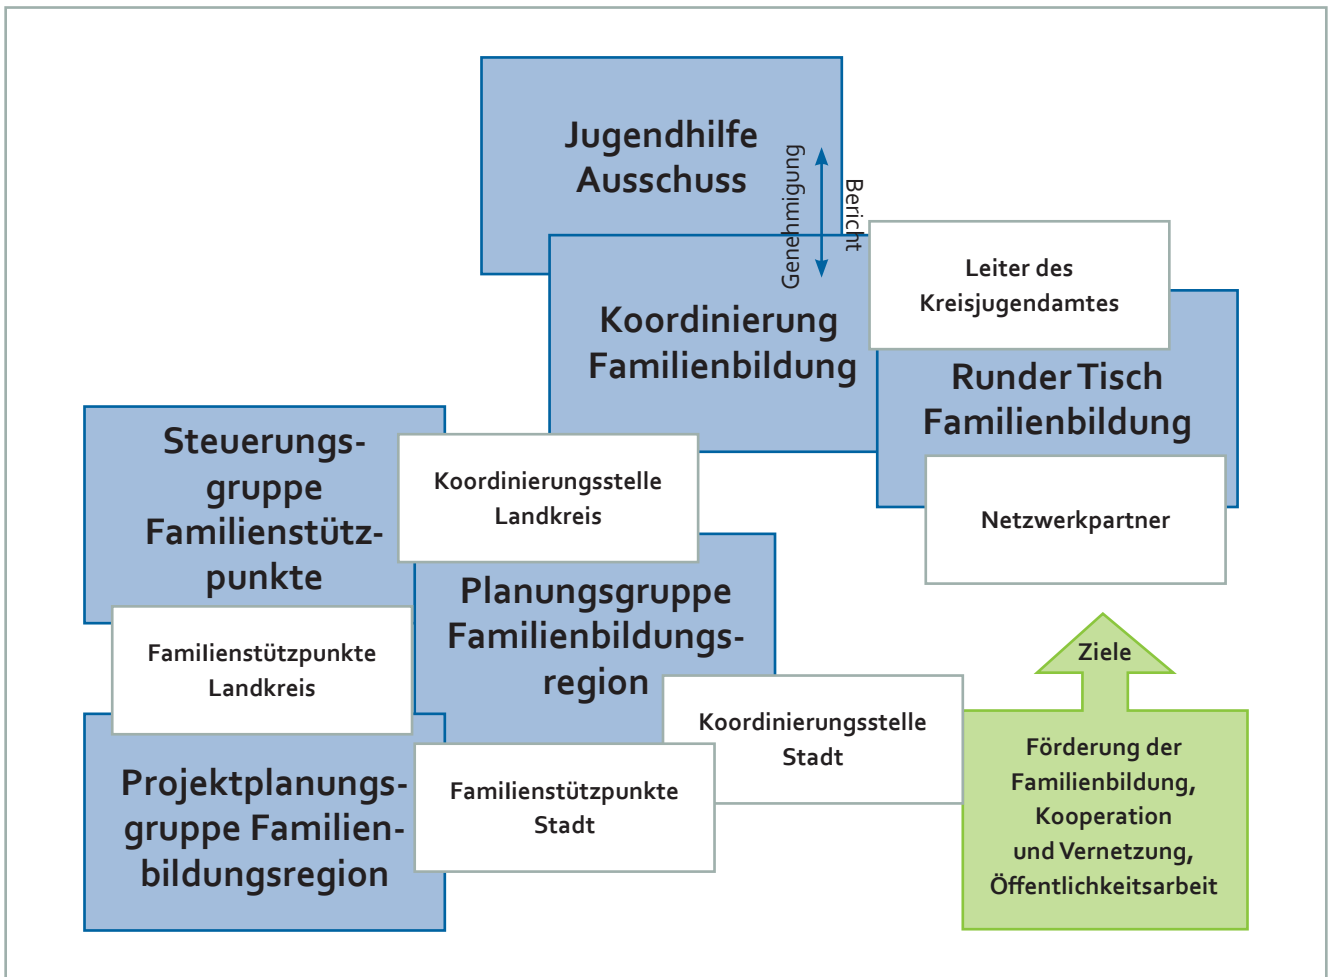 Jugendhilfe
Ausschuss
Genehmigung
Bericht
Leiter des
Kreisjugendamtes
Koordinierung
Familienbildung
Runder Tisch
Familienbildung
Steuerungs-
gruppe
Familienstütz-
punkte
Koordinierungsstelle
Landkreis
Netzwerkpartner
Planungsgruppe
Familienbildungs-
region
Familienstützpunkte
Landkreis
Ziele
Koordinierungsstelle
Stadt
Förderung der
Familienbildung,
Kooperation
und Vernetzung,
Öffentlichkeitsarbeit
Projektplanungs-
gruppe Familien-
bildungsregion
Familienstützpunkte
Stadt